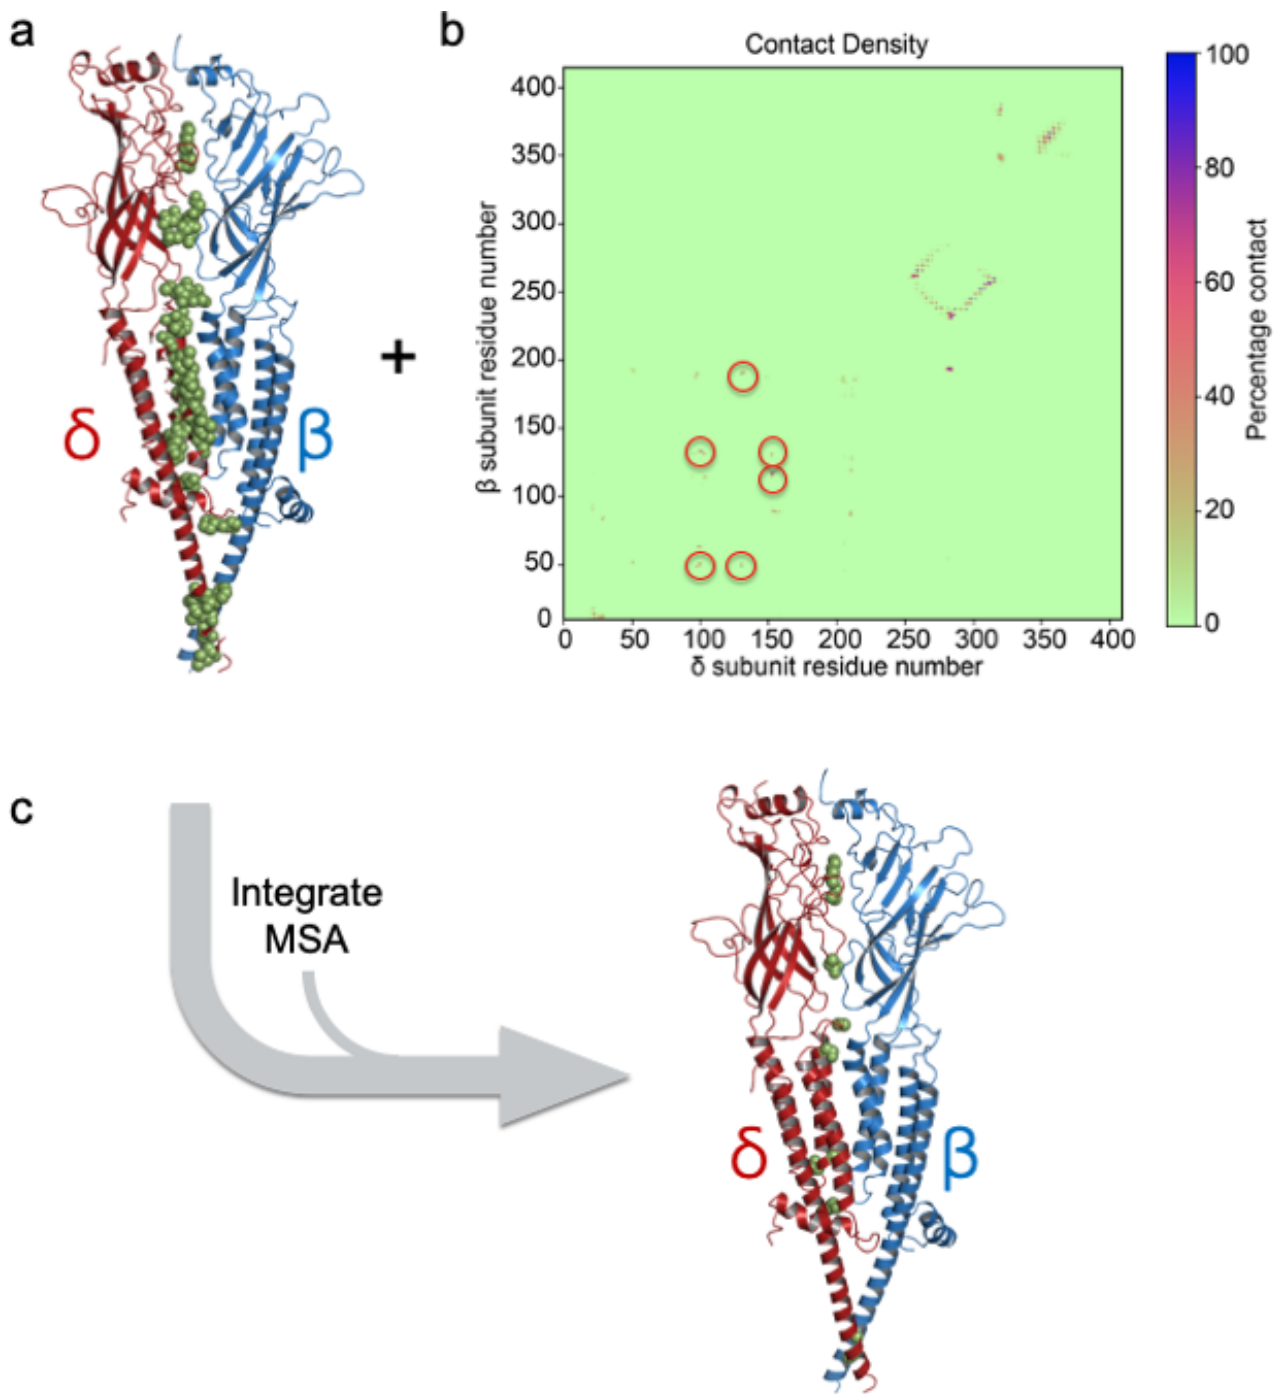 a
b
Contact Density
δ
β
+
β subunit residue number
400
350
300
250
200
150
100
50
0
0 50 100 150 200 250 300 350 400
δ subunit residue number
100
80
60
40
20
0
Percentage contact
c
Integrate
MSA
δ
β